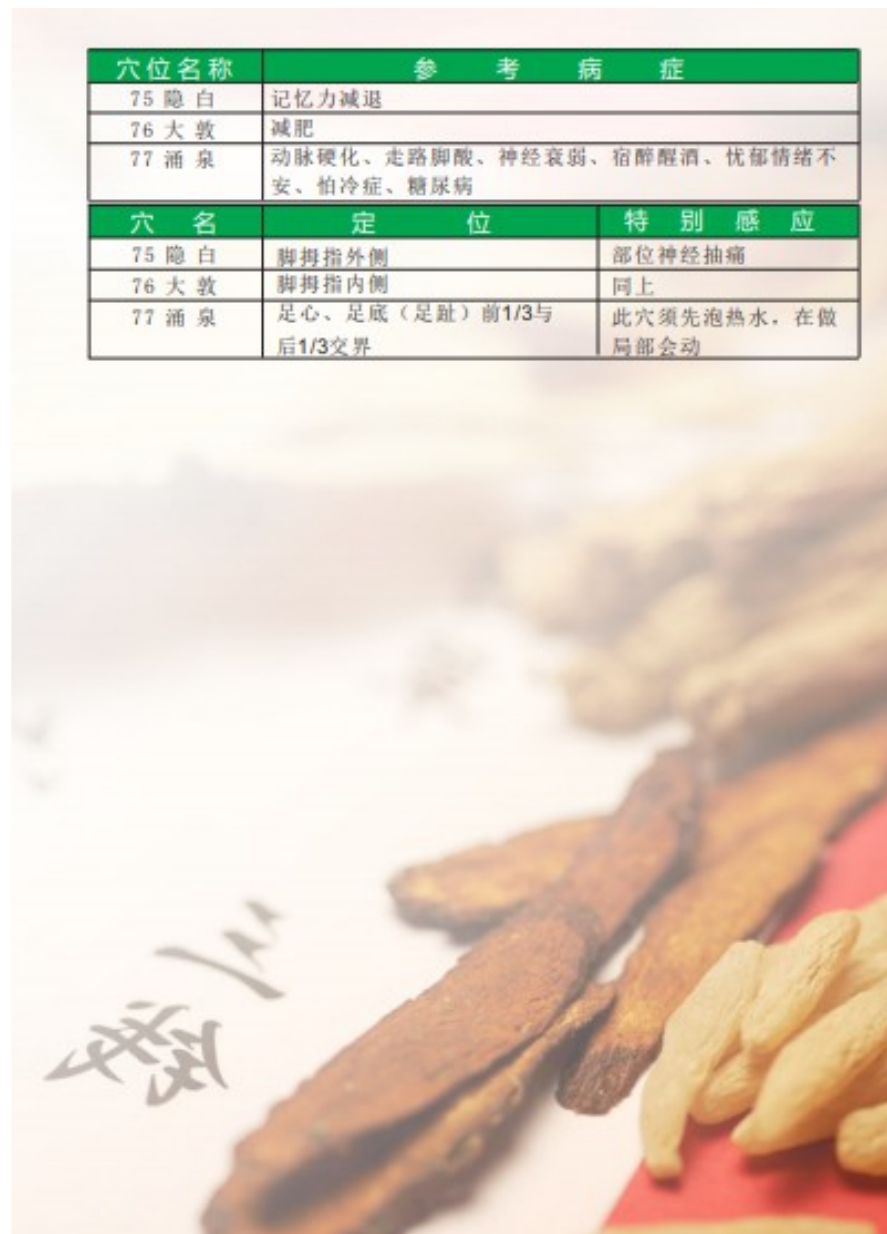 穴位名称 参考病症
75 隐白 记忆力减退
76 大敦 减肥
77 涌泉 动脉硬化、走路脚酸、神经衰弱、宿醉醒酒、忧郁情绪不
安、怕冷症、糖尿病
穴名 定位 特别感应
75 隐白 脚拇指外侧 部位神经抽痛
76 大敦 脚拇指内侧 同上
77 涌泉 足心、足底（足趾）前1/3与 此穴须先泡热水，在做
后1/3交界 局部会动